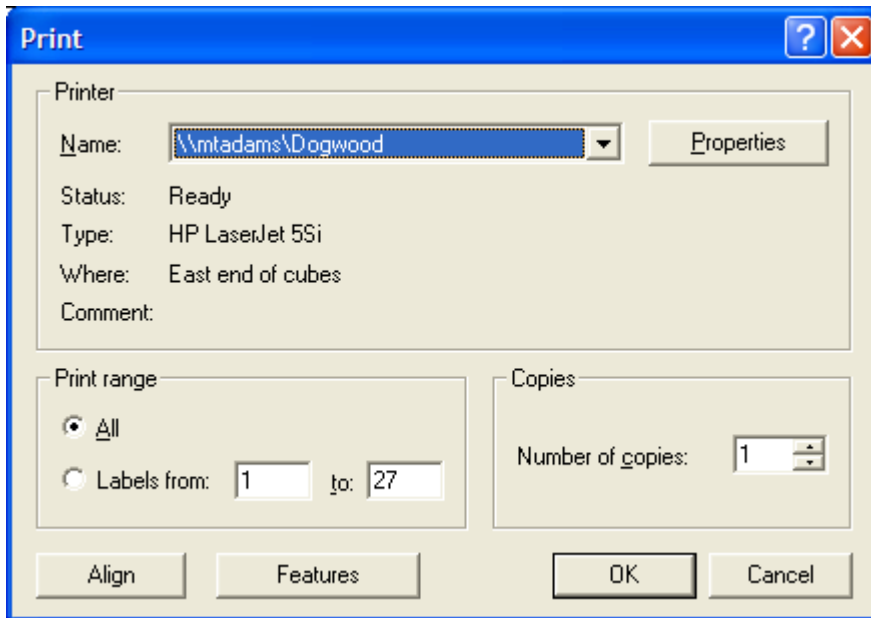 Print
Printer
Name: \\mtadams\Dogwood Properties
Status: Ready
Type: HP LaserJet 5Si
Where: East end of cubes
Comment:
Print range
All
Labels from: 1 to: 27
Copies
Number of copies: 1
Align Features OK Cancel